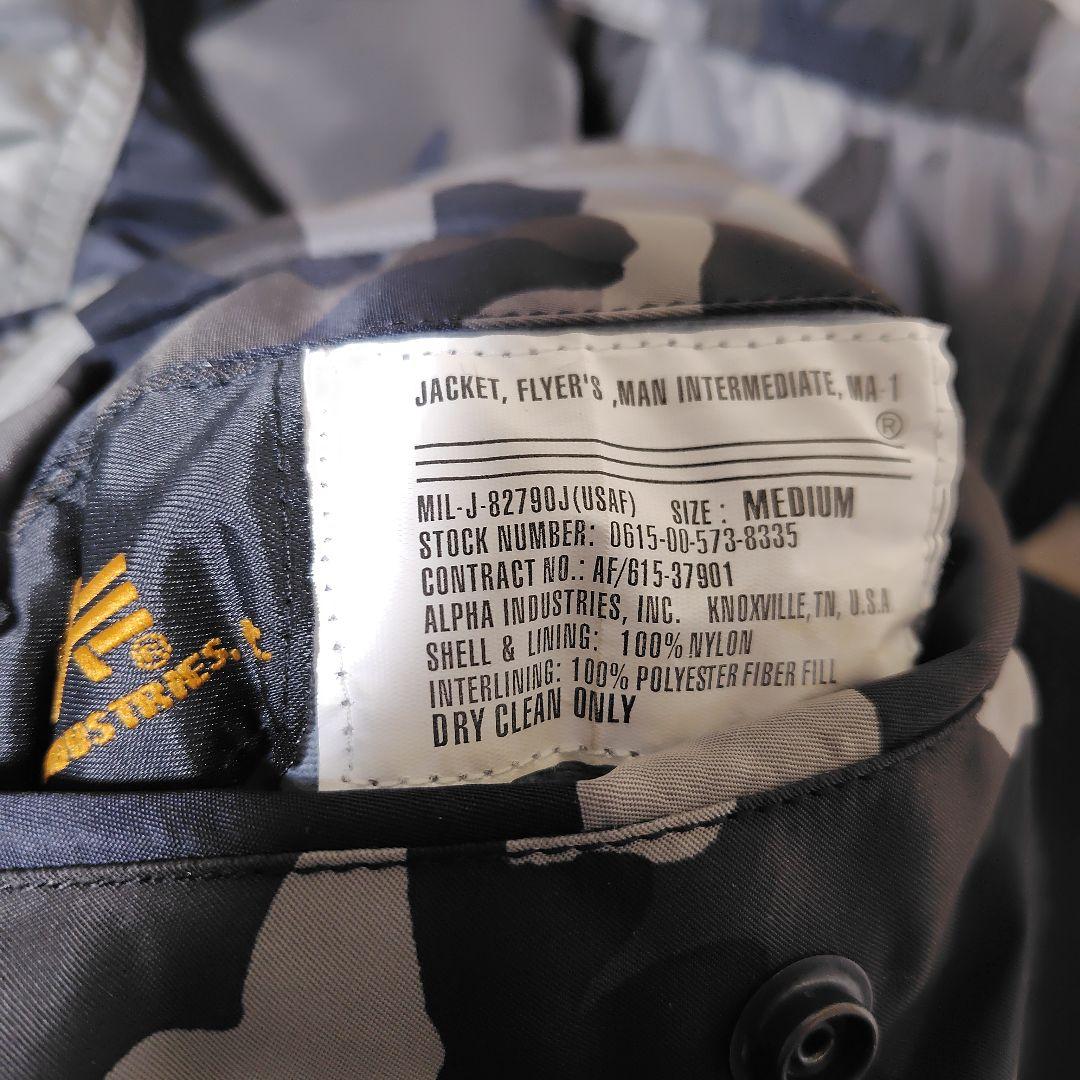 JACKET, FLYER'S ,MAN INTERMEDIATE, MA-1
®
MIL-J-82790J(USAF) SIZE : MEDIUM
STOCK NUMBER: 0615-00-573-8335
CONTRACT NO.: AF/615-37901
ALPHA INDUSTRIES, INC. KNOXVILLE,TN, U.S.A
SHELL & LINING: 100% NYLON
INTERLINING: 100% POLYESTER FIBER FILL
DRY CLEAN ONLY
®